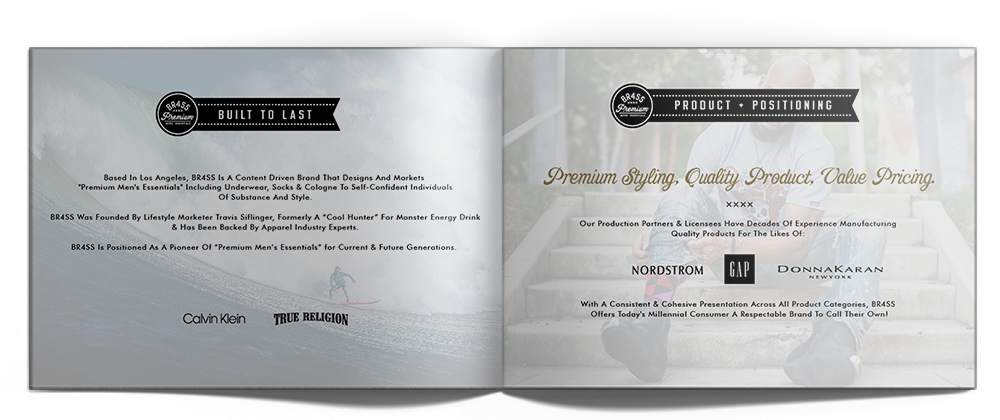 BR4SS
Premium
BUILT TO LAST
Based In Los Angeles, BR4SS Is A Content Driven Brand That Designs And Markets
"Premium Men's Essentials" Including Underwear, Socks & Cologne To Self-Confident Individuals
Of Substance And Style.
BR4SS Was Founded By Lifestyle Marketer Travis Siflinger, Formerly A "Cool Hunter" For Monster Energy Drink
& Has Been Backed By Apparel Industry Experts.
BR4SS Is Positioned As A Pioneer Of "Premium Men's Essentials" for Current & Future Generations.
Calvin Klein TRUE RELIGION
BR4SS
Premium
PRODUCT + POSITIONING
Premium Styling, Quality Product, Value Pricing.
××××
Our Production Partners & Licensees Have Decades Of Experience Manufacturing
Quality Products For The Likes Of:
NORDSTROM GAP DONNAKARAN
NEWYORK
With A Consistent & Cohesive Presentation Across All Product Categories, BR4SS
Offers Today's Millennial Consumer A Respectable Brand To Call Their Own!